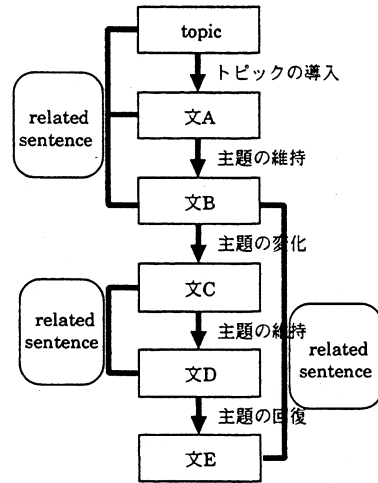 topic
トピックの導入
related
sentence
文A
主題の維持
文B
主題の変化
文C
related
sentence
主題の維持
related
sentence
文D
主題の回復
文E